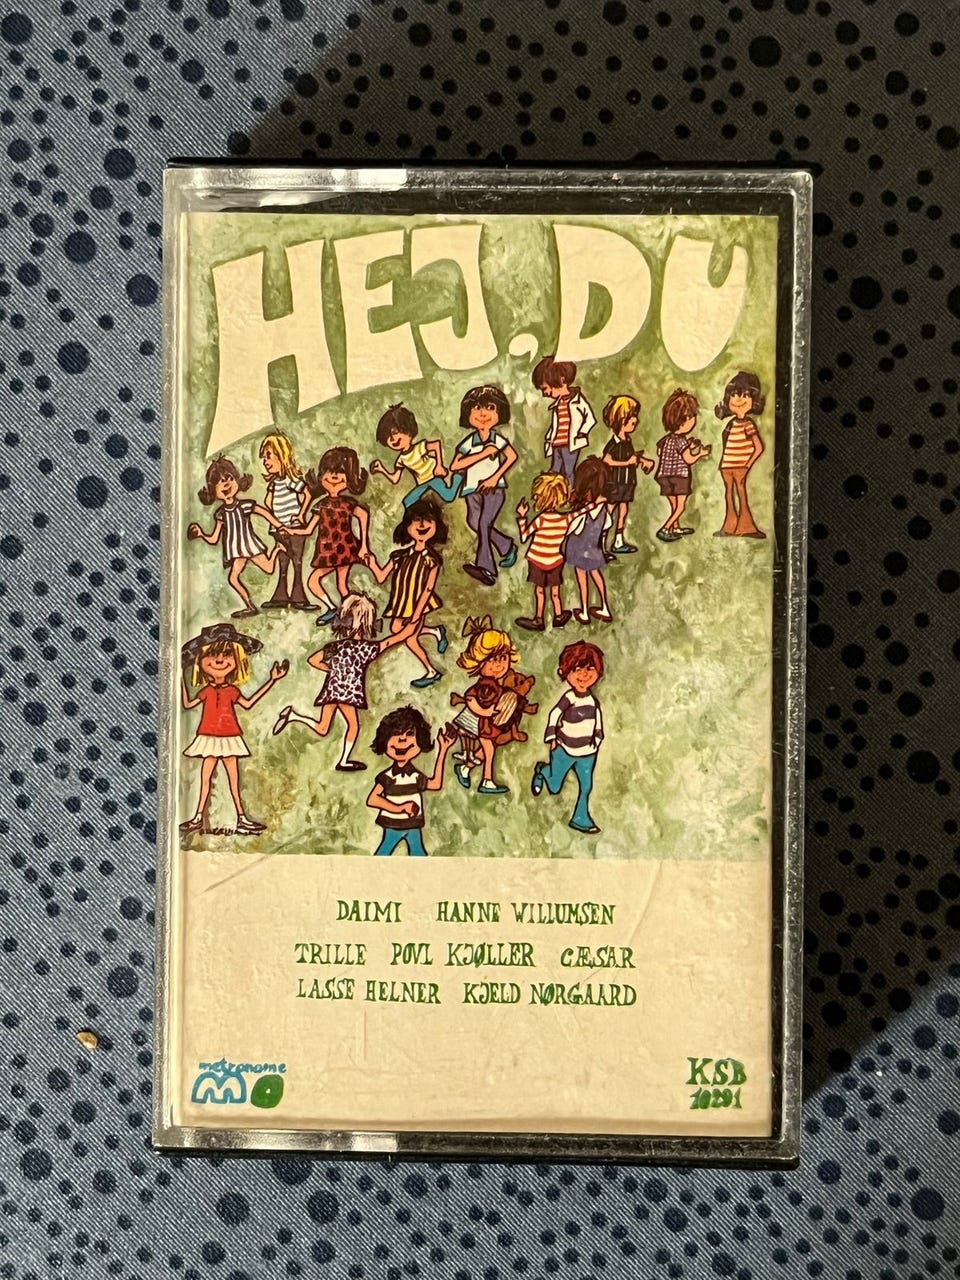 HEJ, DU
DAIMI HANNE WILLUMSEN
TRILLE POVL KJØLLER CÆSAR
LASSE HELNER KJELD NØRGAARD
metronome
KSB
10291